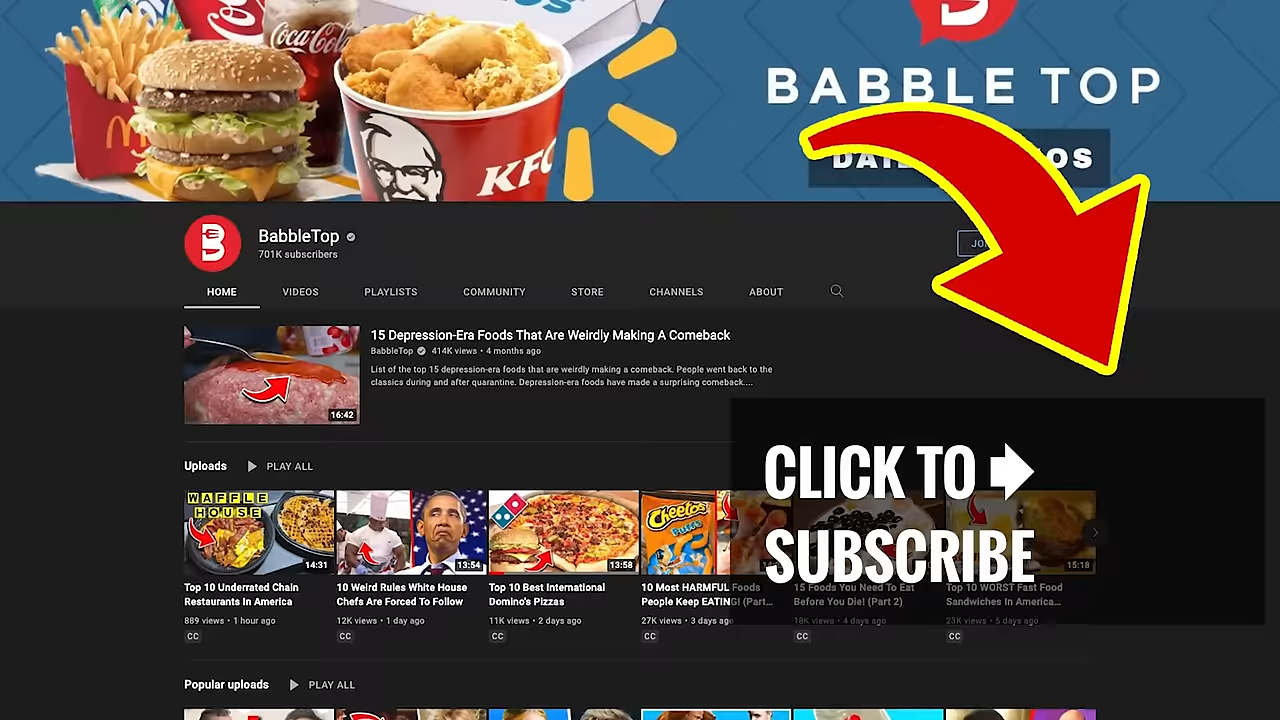 Coca-Cola
KFC
B
BABBLE TOP
BabbleTop
701K subscribers
HOME VIDEOS PLAYLISTS COMMUNITY STORE CHANNELS ABOUT
15 Depression-Era Foods That Are Weirdly Making A Comeback
BabbleTop 414K views • 4 months ago
List of the top 15 depression-era foods that are weirdly making a comeback. People went back to the
classics during and after quarantine. Depression-era foods have made a surprising comeback....
16:42
Uploads PLAY ALL
CLICK TO
SUBSCRIBE
WAFFLE
HOUSE
Cheetos
Puffs
14:31 13:54 13:58 15:18
Top 10 Underrated Chain
Restaurants In America
889 views • 1 hour ago
CC
10 Weird Rules White House
Chefs Are Forced To Follow
12K views • 1 day ago
CC
Top 10 Best International
Domino's Pizzas
11K views • 2 days ago
CC
10 Most HARMFUL Foods
People Keep EATING! (Part...
27K views • 3 days ago
CC
15 Foods You Need To Eat
Before You Die! (Part 2)
18K views • 4 days ago
CC
Top 10 WORST Fast Food
Sandwiches In America...
23K views • 5 days ago
CC
Popular uploads PLAY ALL